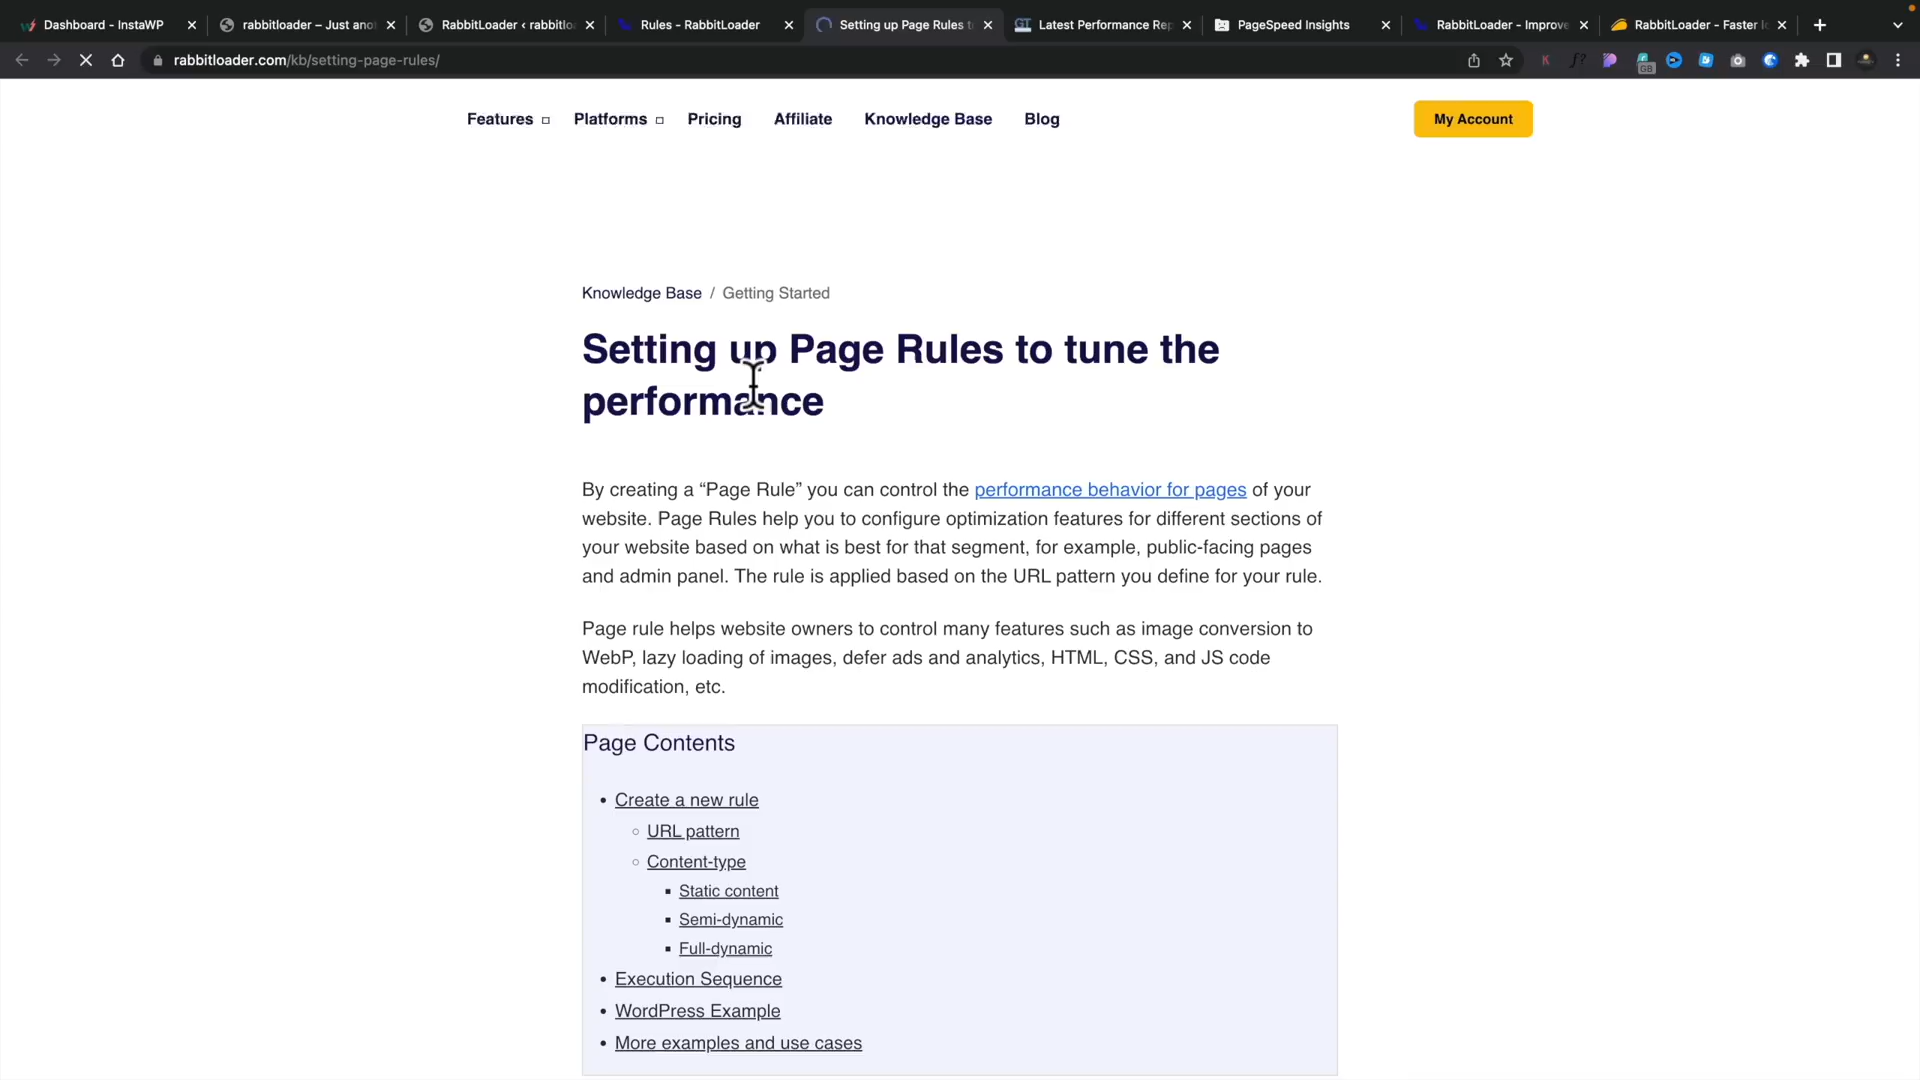 Dashboard - InstaWP
rabbitloader – Just ano
RabbitLoader ‹ rabbitlo
Rules - RabbitLoader
Setting up Page Rules t
Latest Performance Rep
PageSpeed Insights
RabbitLoader - Improve
RabbitLoader - Faster l
rabbitloader.com/kb/setting-page-rules/
GB
Features
Platforms
Pricing
Affiliate
Knowledge Base
Blog
My Account
Knowledge Base / Getting Started
Setting up Page Rules to tune the
performance
By creating a “Page Rule” you can control the performance behavior for pages of your
website. Page Rules help you to configure optimization features for different sections of
your website based on what is best for that segment, for example, public-facing pages
and admin panel. The rule is applied based on the URL pattern you define for your rule.
Page rule helps website owners to control many features such as image conversion to
WebP, lazy loading of images, defer ads and analytics, HTML, CSS, and JS code
modification, etc.
Page Contents
Create a new rule
URL pattern
Content-type
Static content
Semi-dynamic
Full-dynamic
Execution Sequence
WordPress Example
More examples and use cases